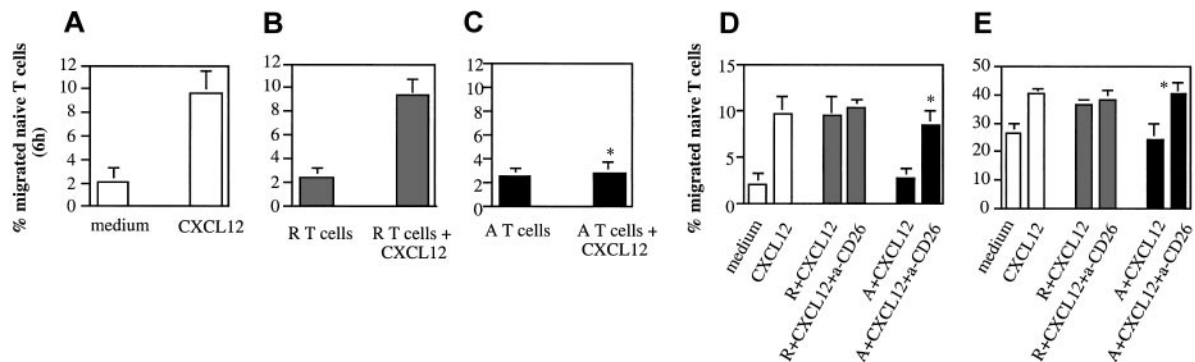 A
% migrated naive T cells
(6h)
12
10
8
6
4
2
0
medium
CXCL12
B
12
10
8
6
4
2
0
R T cells
R T cells +
CXCL12
C
12
10
8
6
4
2
0
*
A T cells
A T cells +
CXCL12
D
% migrated naive T cells
15
10
5
0
*
medium
CXCL12
R+CXCL12
R+CXCL12+a-CD26
A+CXCL12
A+CXCL12+a-CD26
E
50
40
30
20
10
0
*
medium
CXCL12
R+CXCL12
R+CXCL12+a-CD26
A+CXCL12
A+CXCL12+a-CD26